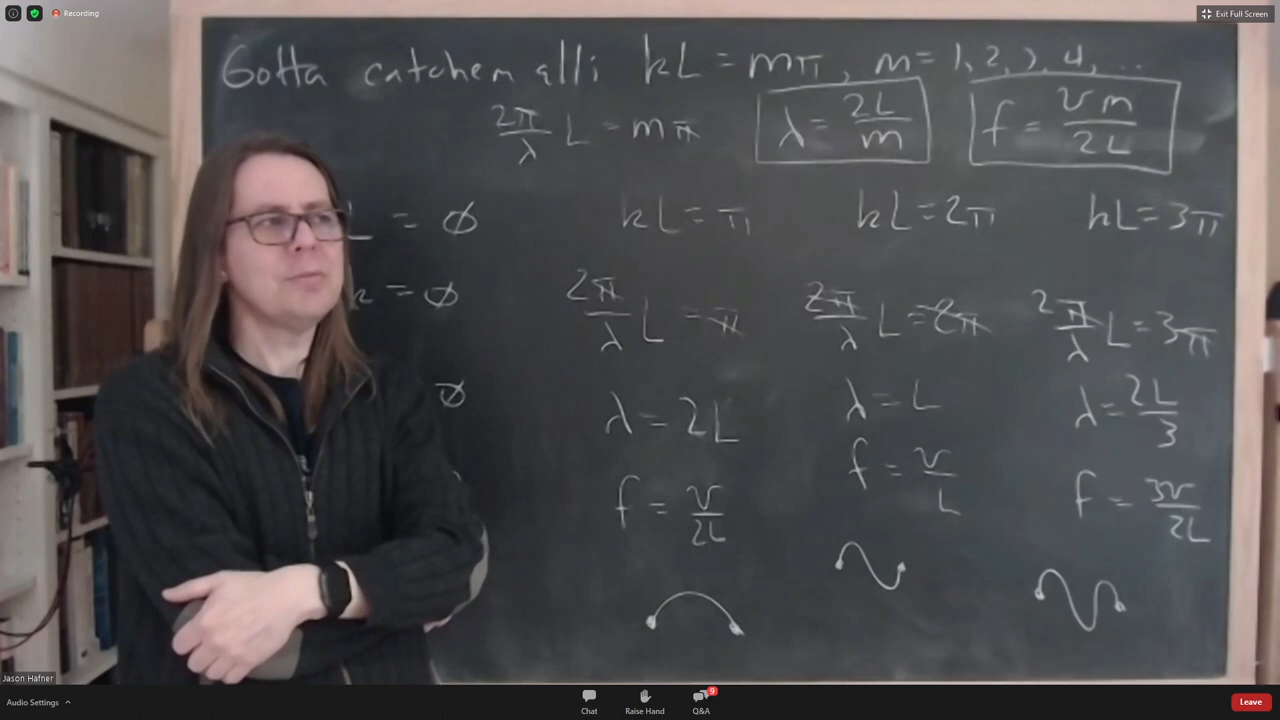 Recording
Exit Full Screen
Gotta catchem all: kL = mπ, m = 1, 2, 3, 4, ...
2π/λ L = mπ
λ = 2L/m
f = vm/2L
L = ∅
kL = π
kL = 2π
kL = 3π
k = ∅
2π/λ L = π
2π/λ L = 2π
2π/λ L = 3π
∅
λ = 2L
λ = L
λ = 2L/3
f = v/2L
f = v/L
f = 3v/2L
Jason Hafner
Audio Settings
Chat
Raise Hand
Q&A
9
Leave